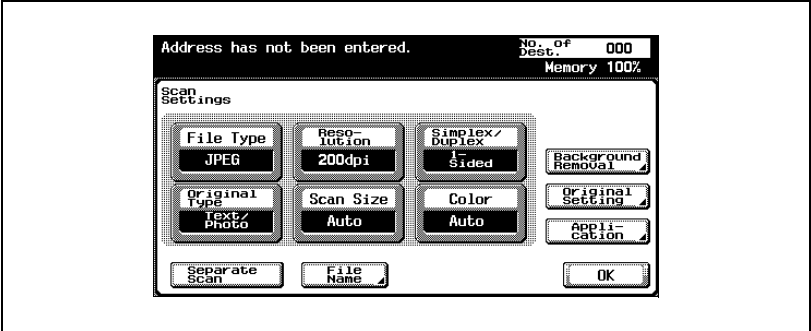 Address has not been entered.
No. of
Dest.
000
Memory 100%
Scan
Settings
File Type
JPEG
Reso-
lution
200dpi
Simplex/
Duplex
1-
Sided
Background
Removal
Original
Type
Text/
Photo
Scan Size
Auto
Color
Auto
Original
Setting
Appli-
cation
Separate
Scan
File
Name
OK